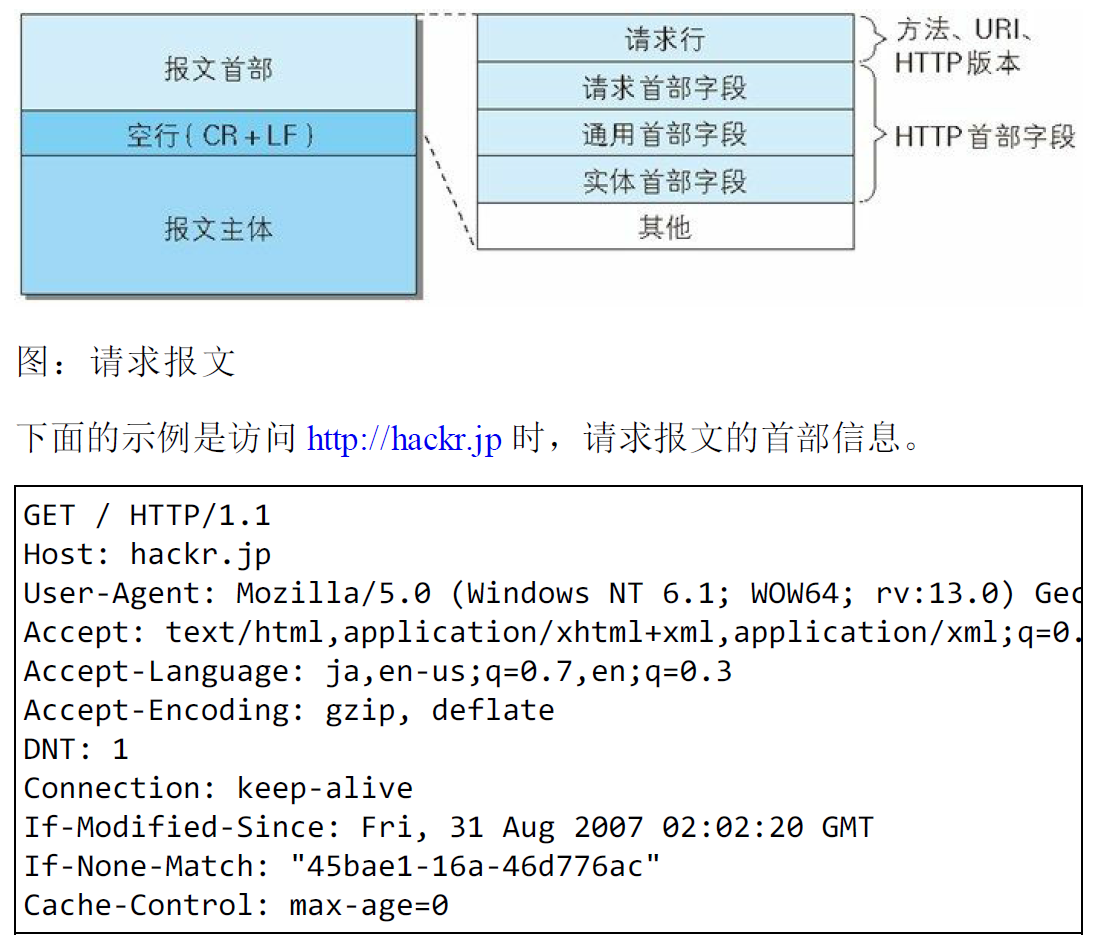 报文首部
空行(CR+LF)
报文主体
请求行
请求首部字段
通用首部字段
实体首部字段
其他
方法、URI、
HTTP版本
HTTP首部字段
图：请求报文
下面的示例是访问 http://hackr.jp 时，请求报文的首部信息。
GET / HTTP/1.1
Host: hackr.jp
User-Agent: Mozilla/5.0 (Windows NT 6.1; WOW64; rv:13.0) Gec
Accept: text/html,application/xhtml+xml,application/xml;q=0.
Accept-Language: ja,en-us;q=0.7,en;q=0.3
Accept-Encoding: gzip, deflate
DNT: 1
Connection: keep-alive
If-Modified-Since: Fri, 31 Aug 2007 02:02:20 GMT
If-None-Match: "45bae1-16a-46d776ac"
Cache-Control: max-age=0